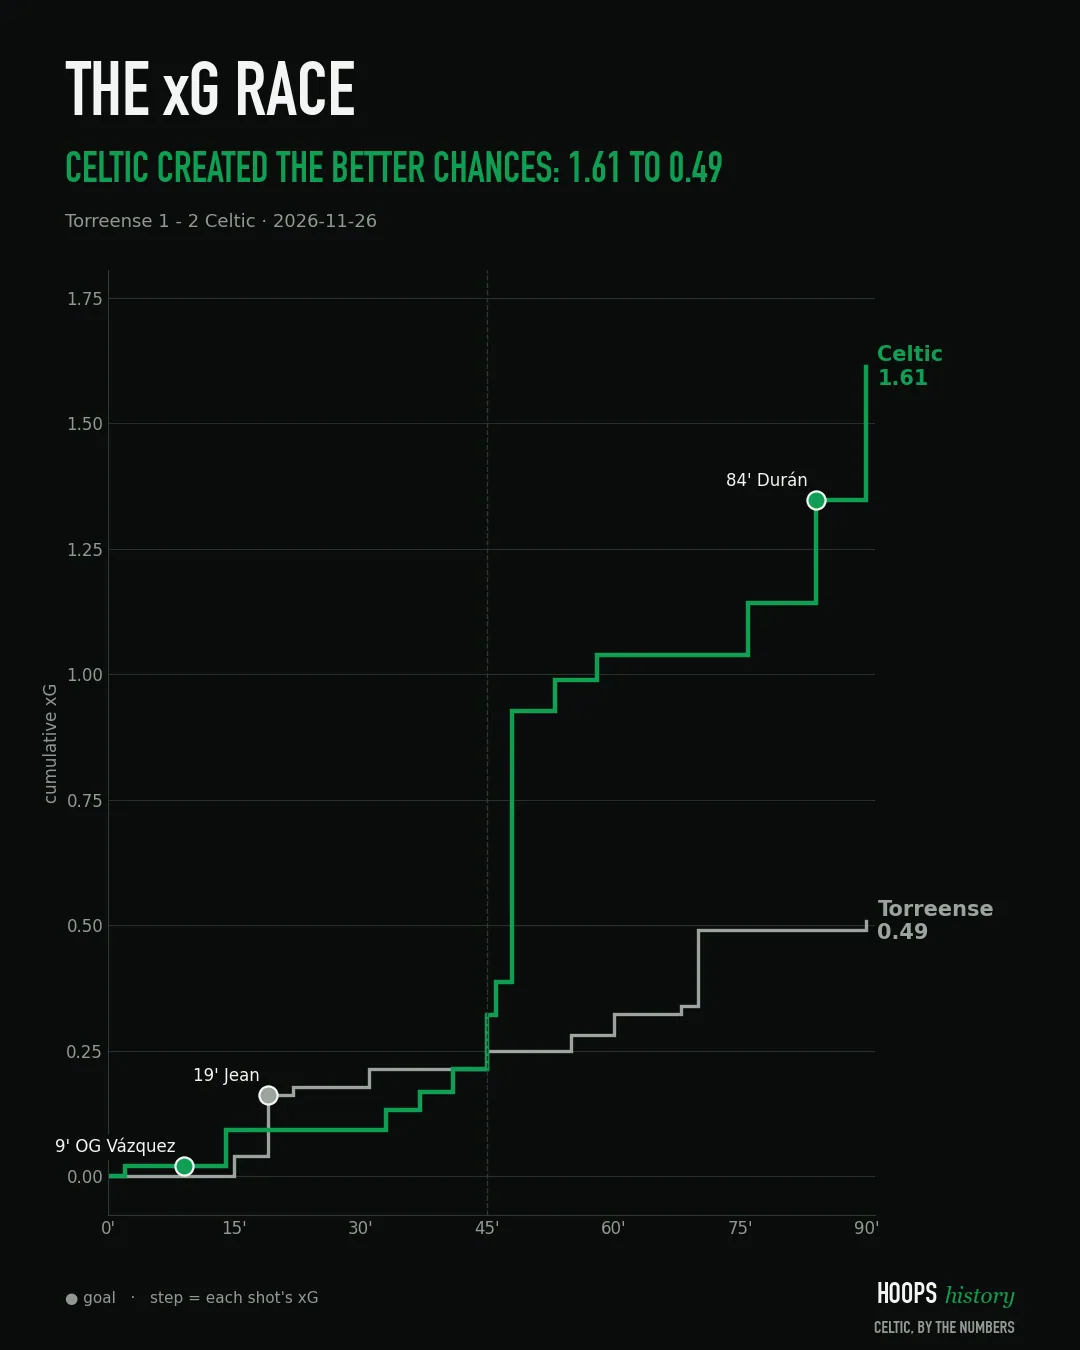 THE xG RACE
CELTIC CREATED THE BETTER CHANCES: 1.61 TO 0.49
Torreense 1 - 2 Celtic · 2026-11-26
1.75
Celtic
1.61
1.50
84' Durán
1.25
1.00
cumulative xG
0.75
0.50
Torreense
0.49
0.25
19' Jean
9' OG Vázquez
0.00
0' 15' 30' 45' 60' 75' 90'
● goal · step = each shot's xG
HOOPS history
CELTIC, BY THE NUMBERS